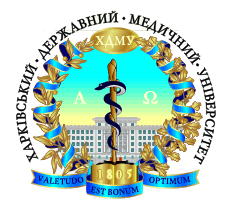 ХАРКІВСЬКИЙ · ДЕРЖАВНИЙ · МЕДИЧНИЙ · УНІВЕРСИТЕТ
ХДМУ
Α Ω
1805
VALETUDO EST BONUM OPTIMUM